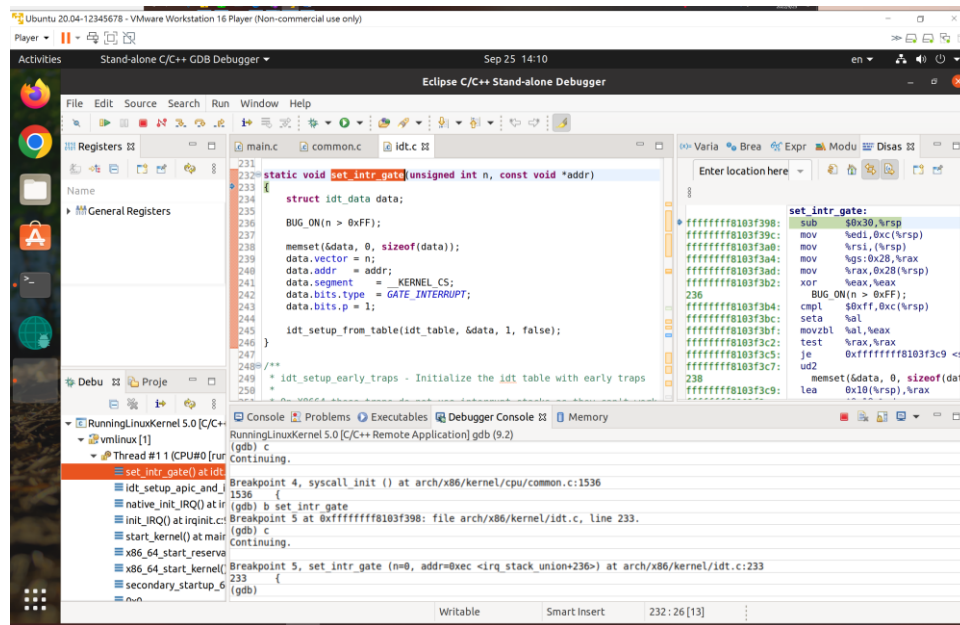 Ubuntu 20.04-12345678 - VMware Workstation 16 Player (Non-commercial use only)
Player
Activities Stand-alone C/C++ GDB Debugger Sep 25 14:10 en
Eclipse C/C++ Stand-alone Debugger
File Edit Source Search Run Window Help
Registers
Name
General Registers
main.c common.c idt.c
231
232 static void set_intr_gate(unsigned int n, const void *addr)
233 {
234 struct idt_data data;
235
236 BUG_ON(n > 0xFF);
237
238 memset(&data, 0, sizeof(data));
239 data.vector = n;
240 data.addr = addr;
241 data.segment = __KERNEL_CS;
242 data.bits.type = GATE_INTERRUPT;
243 data.bits.p = 1;
244
245 idt_setup_from_table(idt_table, &data, 1, false);
246 }
247
248 /**
249 * idt_setup_early_traps - Initialize the idt table with early traps
250 *
Varia Brea Expr Modu Disas
Enter location here
set_intr_gate:
ffffffff8103f398: sub $0x30,%rsp
ffffffff8103f39c: mov %edi,0xc(%rsp)
ffffffff8103f3a0: mov %rsi,(%rsp)
ffffffff8103f3a4: mov %gs:0x28,%rax
ffffffff8103f3ad: mov %rax,0x28(%rsp)
ffffffff8103f3b2: xor %eax,%eax
236 BUG_ON(n > 0xFF);
ffffffff8103f3b4: cmpl $0xff,0xc(%rsp)
ffffffff8103f3bc: seta %al
ffffffff8103f3bf: movzbl %al,%eax
ffffffff8103f3c2: test %rax,%rax
ffffffff8103f3c5: je 0xffffffff8103f3c9 <s
ffffffff8103f3c7: ud2
238 memset(&data, 0, sizeof(dat
ffffffff8103f3c9: lea 0x10(%rsp),%rax
Debu Proje
RunningLinuxKernel 5.0 [C/C++
vmlinux [1]
Thread #1 1 (CPU#0 [run
set_intr_gate() at idt.
idt_setup_apic_and_i
native_init_IRQ() at ir
init_IRQ() at irqinit.c:
start_kernel() at mair
x86_64_start_reserva
x86_64_start_kernel(
secondary_startup_6
0x0
Console Problems Executables Debugger Console Memory
RunningLinuxKernel 5.0 [C/C++ Remote Application] gdb (9.2)
(gdb) c
Continuing.
Breakpoint 4, syscall_init () at arch/x86/kernel/cpu/common.c:1536
1536 {
(gdb) b set_intr_gate
Breakpoint 5 at 0xffffffff8103f398: file arch/x86/kernel/idt.c, line 233.
(gdb) c
Continuing.
Breakpoint 5, set_intr_gate (n=0, addr=0xec <irq_stack_union+236>) at arch/x86/kernel/idt.c:233
233 {
(gdb)
Writable Smart Insert 232 : 26 [13]